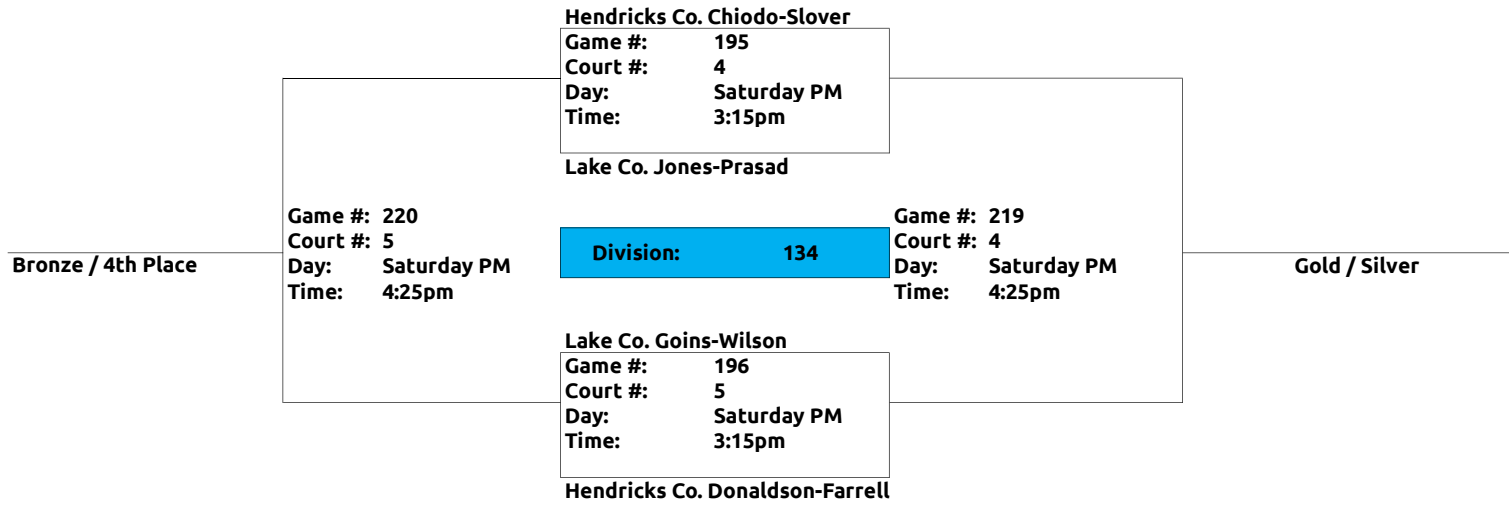 Hendricks Co. Chiodo-Slover
Game #: 195
Court #: 4
Day: Saturday PM
Time: 3:15pm
Lake Co. Jones-Prasad
Game #: 220
Court #: 5
Day: Saturday PM
Time: 4:25pm
Bronze / 4th Place
Division: 134
Game #: 219
Court #: 4
Day: Saturday PM
Time: 4:25pm
Gold / Silver
Lake Co. Goins-Wilson
Game #: 196
Court #: 5
Day: Saturday PM
Time: 3:15pm
Hendricks Co. Donaldson-Farrell